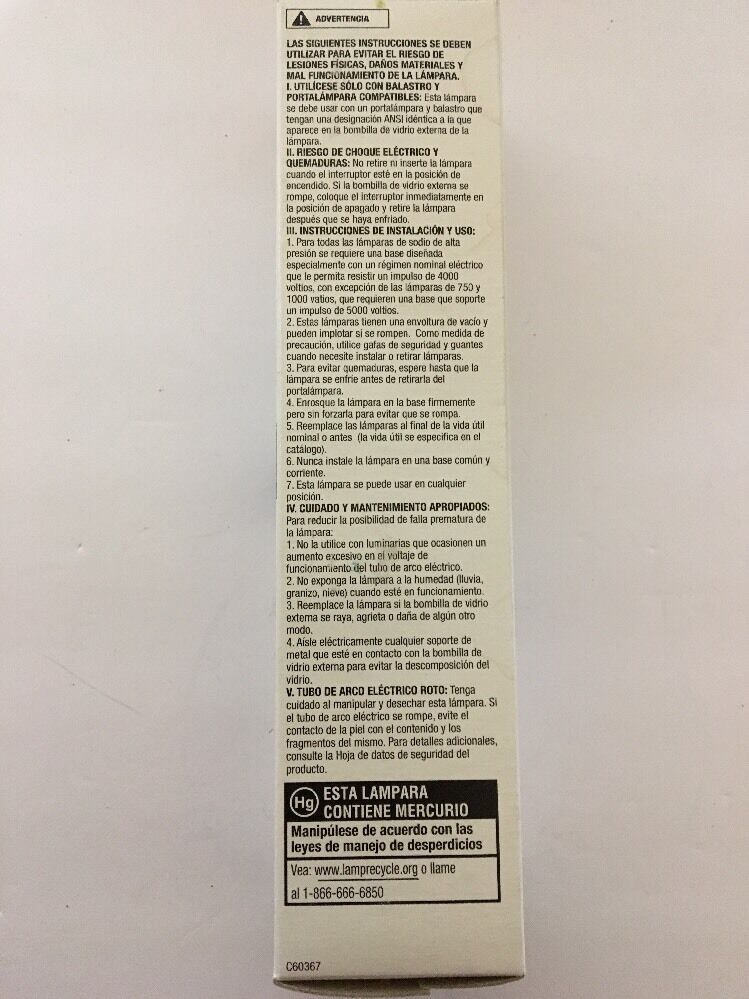 ADVERTENCIA
LAS SIGUIENTES INSTRUCCIONES SE DEBEN
UTILIZAR PARA EVITAR EL RIESGO DE
LESIONES FÍSICAS, DAÑOS MATERIALES Y
MAL FUNCIONAMIENTO DE LA LÁMPARA.
I. UTILÍCESE SÓLO CON BALASTRO Y
PORTALÁMPARA COMPATIBLES: Esta lámpara
se debe usar con un portalámpara y balastro que
tengan una designación ANSI idéntica a la que
aparece en la bombilla de vidrio externa de la
lámpara.
II. RIESGO DE CHOQUE ELÉCTRICO Y
QUEMADURAS: No retire ni inserte la lámpara
cuando el interruptor esté en la posición de
encendido. Si la bombilla de vidrio externa se
rompe, coloque el interruptor inmediatamente en
la posición de apagado y retire la lámpara
después que se haya enfriado.
III. INSTRUCCIONES DE INSTALACIÓN Y USO:
1. Para todas las lámparas de sodio de alta
presión se requiere una base diseñada
especialmente con un régimen nominal eléctrico
que le permita resistir un impulso de 4000
voltios, con excepción de las lámparas de 750 y
1000 vatios, que requieren una base que soporte
un impulso de 5000 voltios.
2. Estas lámparas tienen una envoltura de vacío y
pueden implotar si se rompen. Como medida de
precaución, utilice gafas de seguridad y guantes
cuando necesite instalar o retirar lámparas.
3. Para evitar quemaduras, espere hasta que la
lámpara se enfríe antes de retirarla del
portalámpara.
4. Enrosque la lámpara en la base firmemente
pero sin forzarla para evitar que se rompa.
5. Reemplace las lámparas al final de la vida útil
nominal o antes (la vida útil se especifica en el
catálogo).
6. Nunca instale la lámpara en una base común y
corriente.
7. Esta lámpara se puede usar en cualquier
posición.
IV. CUIDADO Y MANTENIMIENTO APROPIADOS:
Para reducir la posibilidad de falla prematura de
la lámpara:
1. No la utilice con luminarias que ocasionen un
aumento excesivo en el voltaje de
funcionamiento del tubo de arco eléctrico.
2. No exponga la lámpara a la humedad (lluvia,
granizo, nieve) cuando esté en funcionamiento.
3. Reemplace la lámpara si la bombilla de vidrio
externa se raya, agrieta o daña de algún otro
modo.
4. Aísle eléctricamente cualquier soporte de
metal que esté en contacto con la bombilla de
vidrio externa para evitar la descomposición del
vidrio.
V. TUBO DE ARCO ELÉCTRICO ROTO: Tenga
cuidado al manipular y desechar esta lámpara. Si
el tubo de arco eléctrico se rompe, evite el
contacto de la piel con el contenido y los
fragmentos del mismo. Para detalles adicionales,
consulte la Hoja de datos de seguridad del
producto.
Hg ESTA LAMPARA
CONTIENE MERCURIO
Manipúlese de acuerdo con las
leyes de manejo de desperdicios
Vea: www.lamprecycle.org o llame
al 1-866-666-6850
C60367